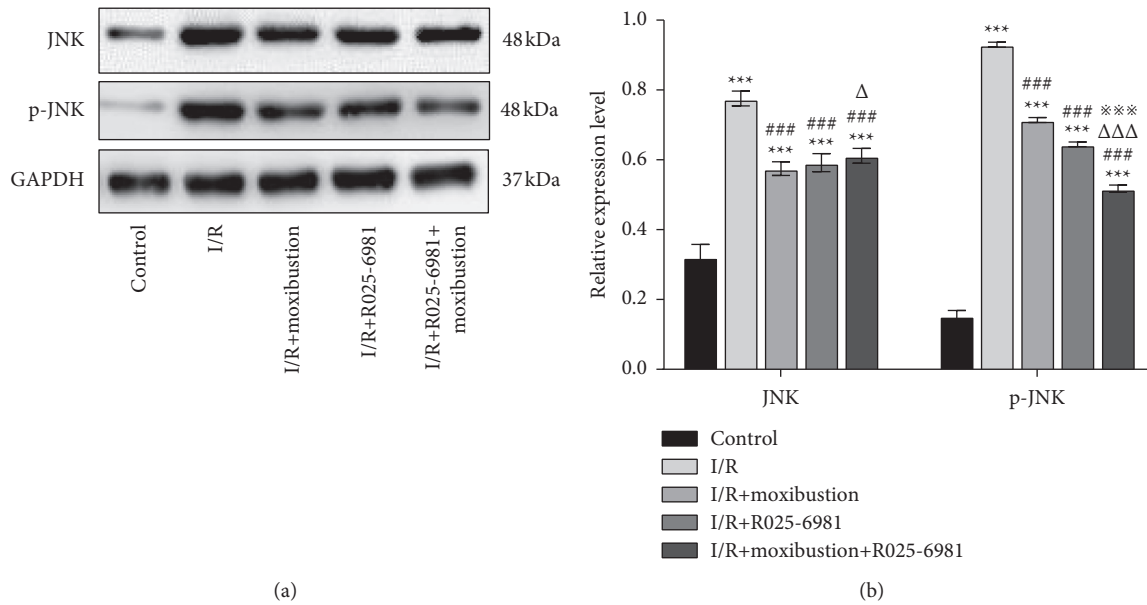 JNK
48 kDa
p-JNK
48 kDa
GAPDH
37 kDa
Control
I/R
I/R+moxibustion
I/R+R025-6981
I/R+R025-6981+
moxibustion
(a)
Relative expression level
1.0
0.8
0.6
0.4
0.2
0.0
***
###
***
###
***
Δ
###
***
***
###
***
###
***
※※※
ΔΔΔ
###
***
JNK
p-JNK
Control
I/R
I/R+moxibustion
I/R+R025-6981
I/R+moxibustion+R025-6981
(b)